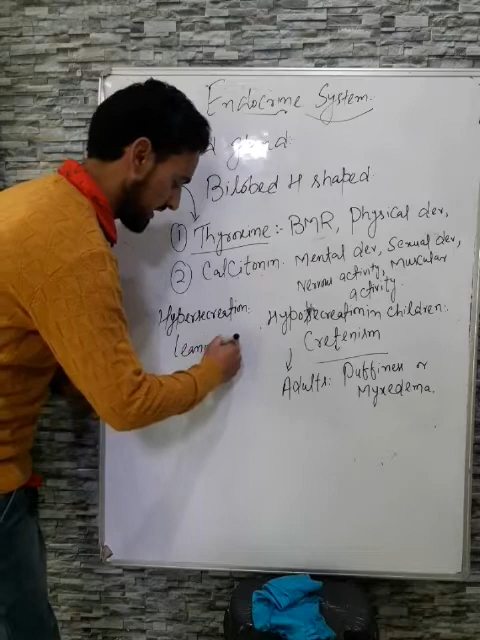 Endocrine System.
d gland.
Bilobed H shaped
① Thyroxine:- BMR, Physical dev,
② Calcitonin. Mental dev, Sexual dev,
Nervous activity, Muscular
activity.
Hypersecreation:
Hyposecreation in children:
Cretenism
↓
Adults: Puffiness or
Myxedema.